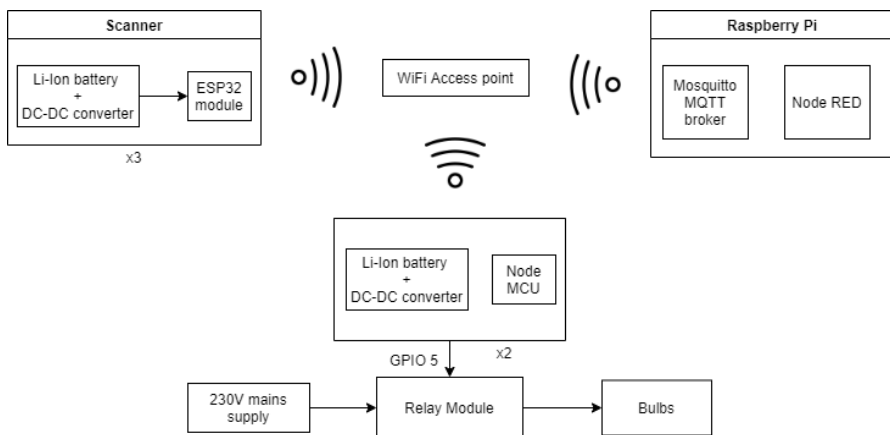 Scanner
Li-Ion battery
+
DC-DC converter
ESP32
module
x3
WiFi Access point
Raspberry Pi
Mosquitto
MQTT
broker
Node RED
Li-Ion battery
+
DC-DC converter
Node
MCU
x2
GPIO 5
230V mains
supply
Relay Module
Bulbs